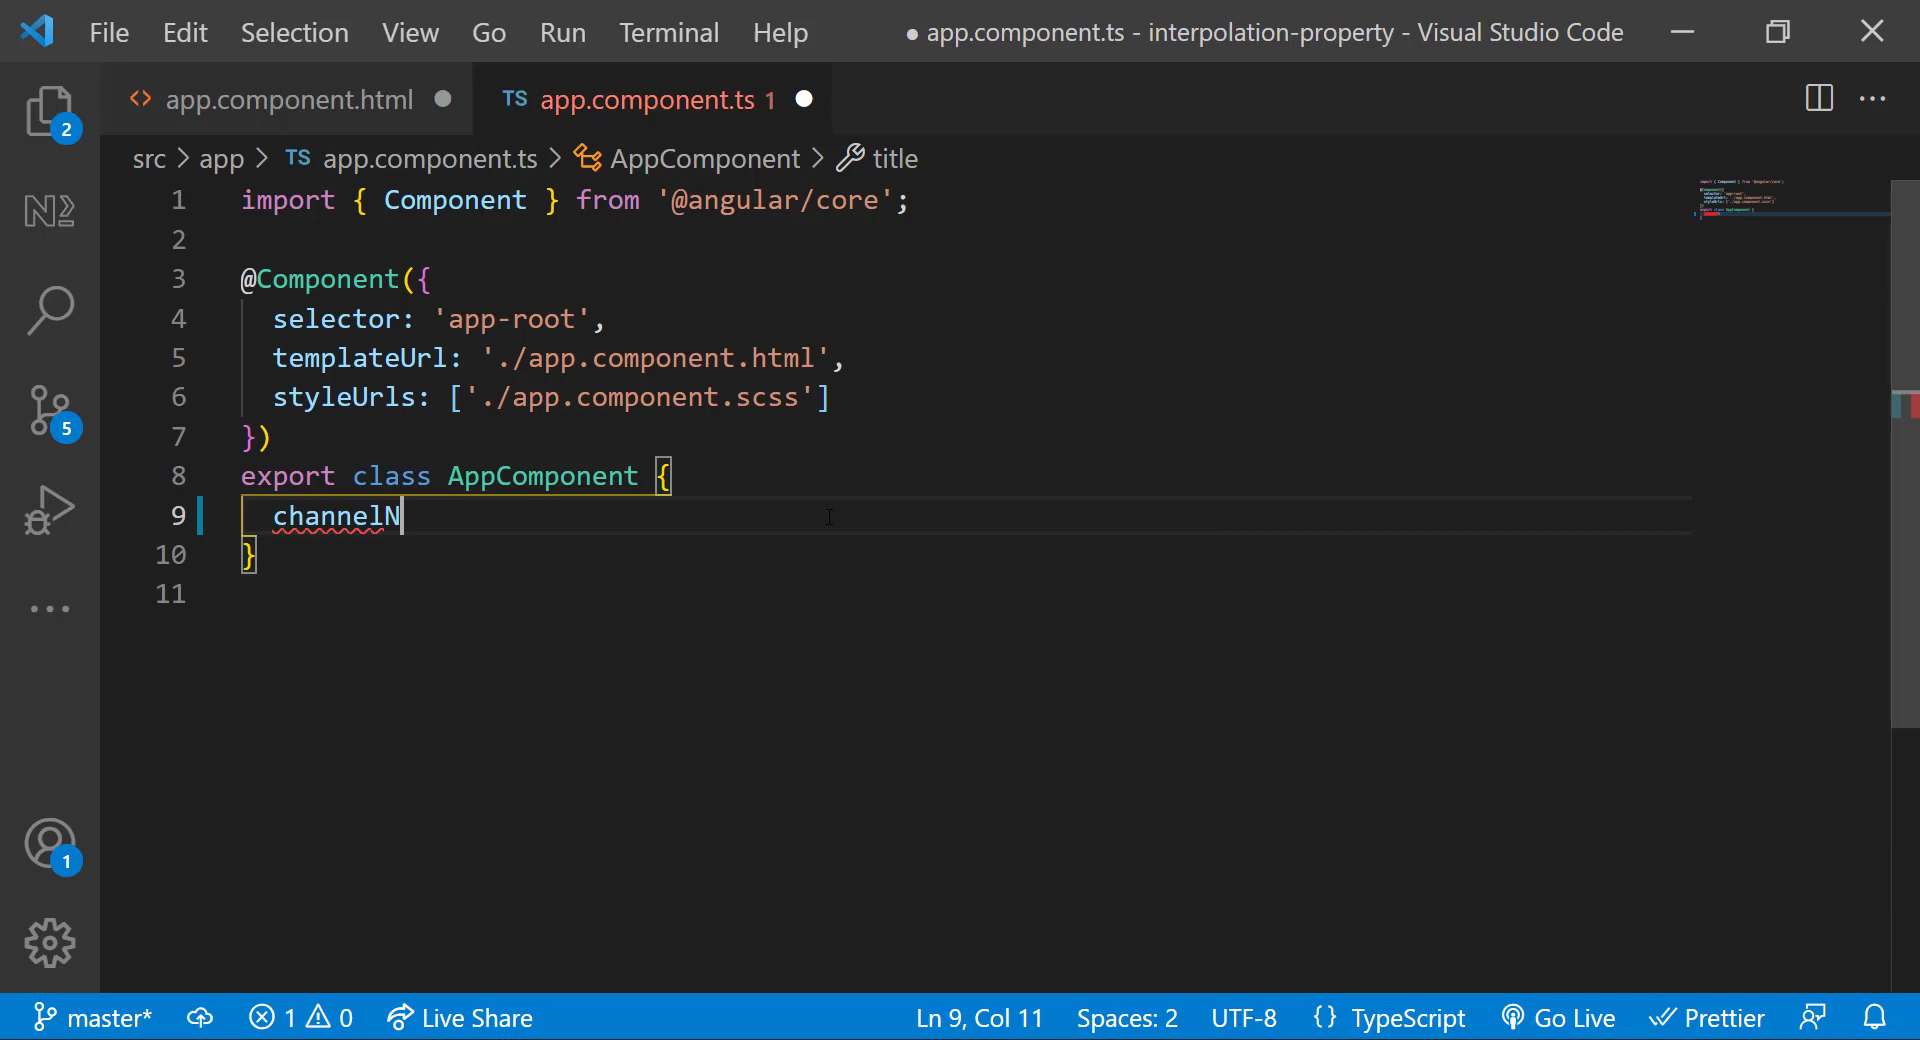 File Edit Selection View Go Run Terminal Help ● app.component.ts - interpolation-property - Visual Studio Code
app.component.html TS app.component.ts 1
src > app > TS app.component.ts > AppComponent > title
1 import { Component } from '@angular/core';
2
3 @Component({
4 selector: 'app-root',
5 templateUrl: './app.component.html',
6 styleUrls: ['./app.component.scss']
7 })
8 export class AppComponent {
9 channelN
10 }
11
2
5
1
master* 1 0 Live Share Ln 9, Col 11 Spaces: 2 UTF-8 {} TypeScript Go Live Prettier